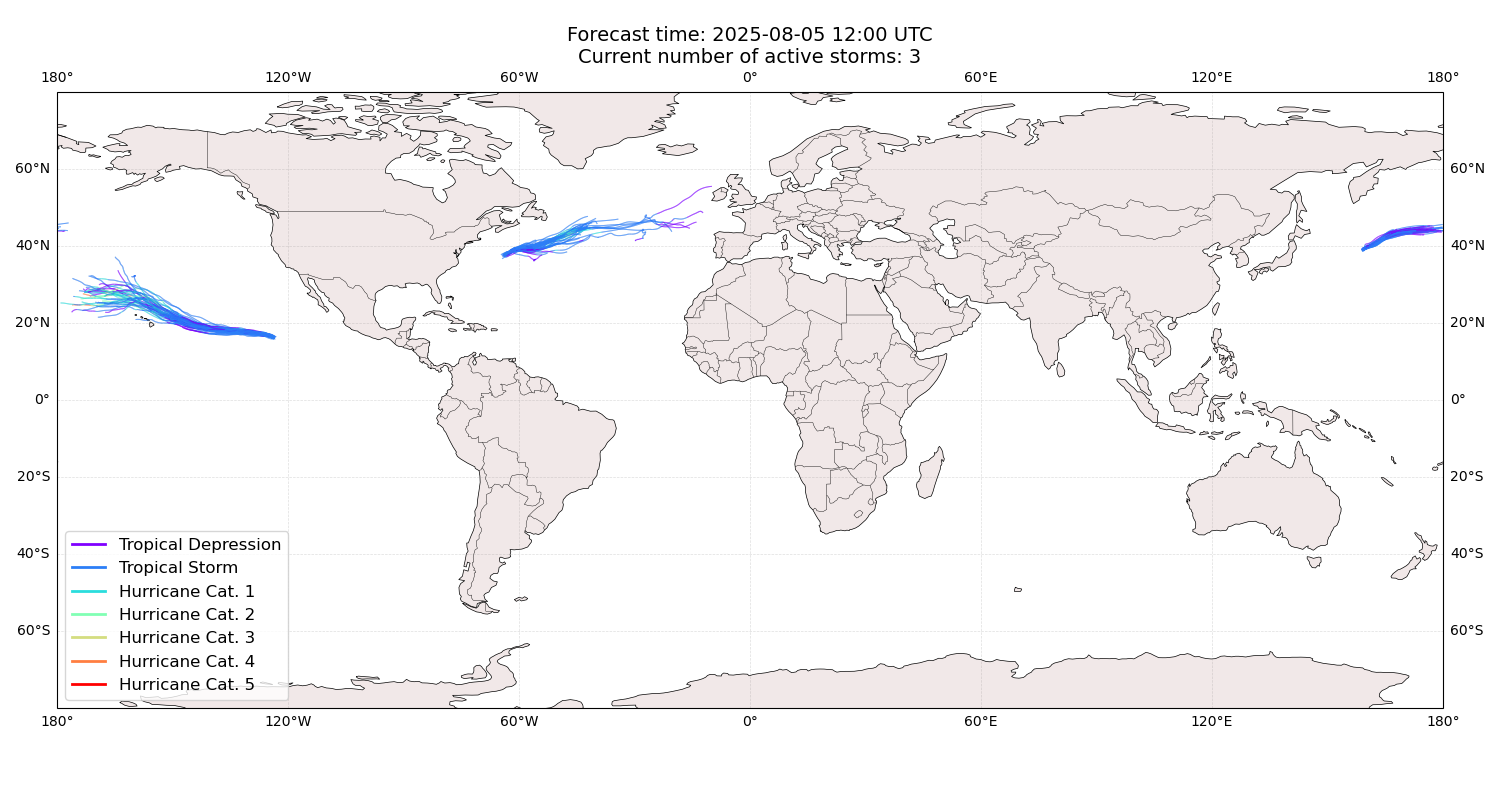 Forecast time: 2025-08-05 12:00 UTC
Current number of active storms: 3
180° 120°W 60°W 0° 60°E 120°E 180°
60°N 60°N
40°N 40°N
20°N 20°N
0° 0°
20°S 20°S
40°S 40°S
60°S 60°S
Tropical Depression
Tropical Storm
Hurricane Cat. 1
Hurricane Cat. 2
Hurricane Cat. 3
Hurricane Cat. 4
Hurricane Cat. 5
180° 120°W 60°W 0° 60°E 120°E 180°